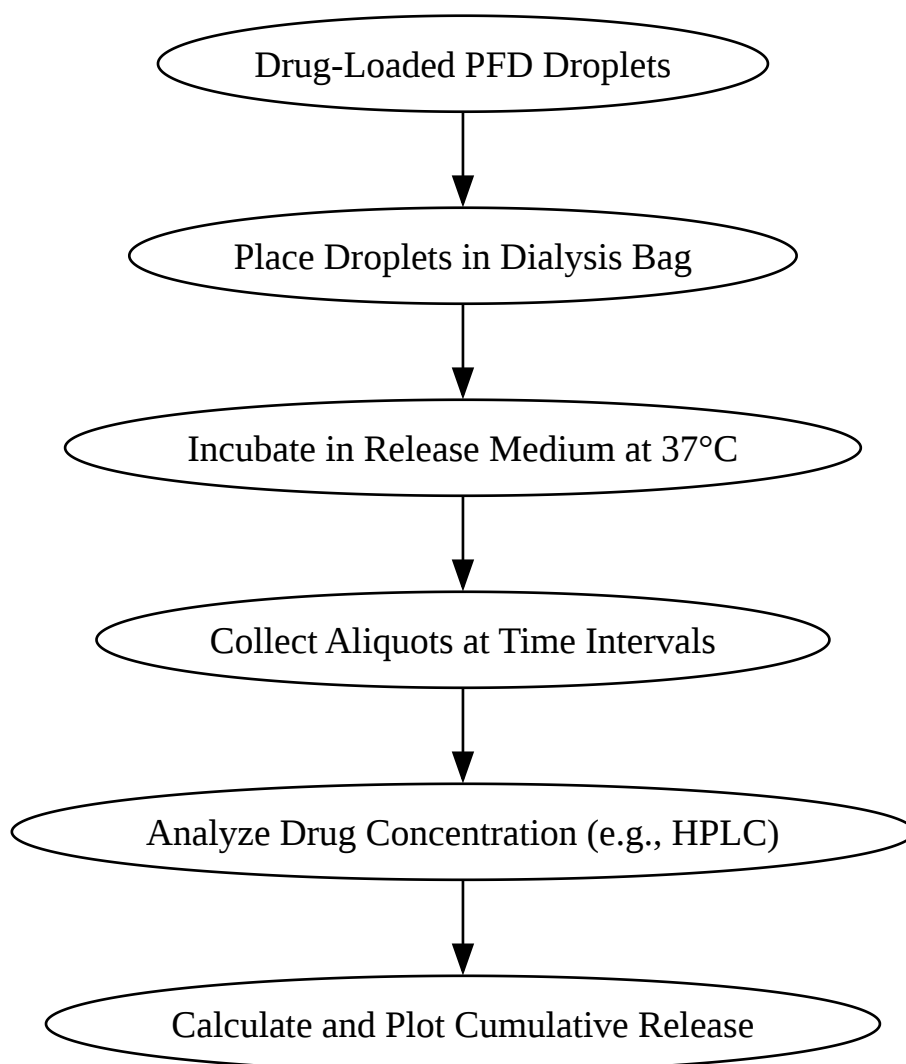 Drug-Loaded PFD Droplets
Place Droplets in Dialysis Bag
Incubate in Release Medium at 37°C
Collect Aliquots at Time Intervals
Analyze Drug Concentration (e.g., HPLC)
Calculate and Plot Cumulative Release